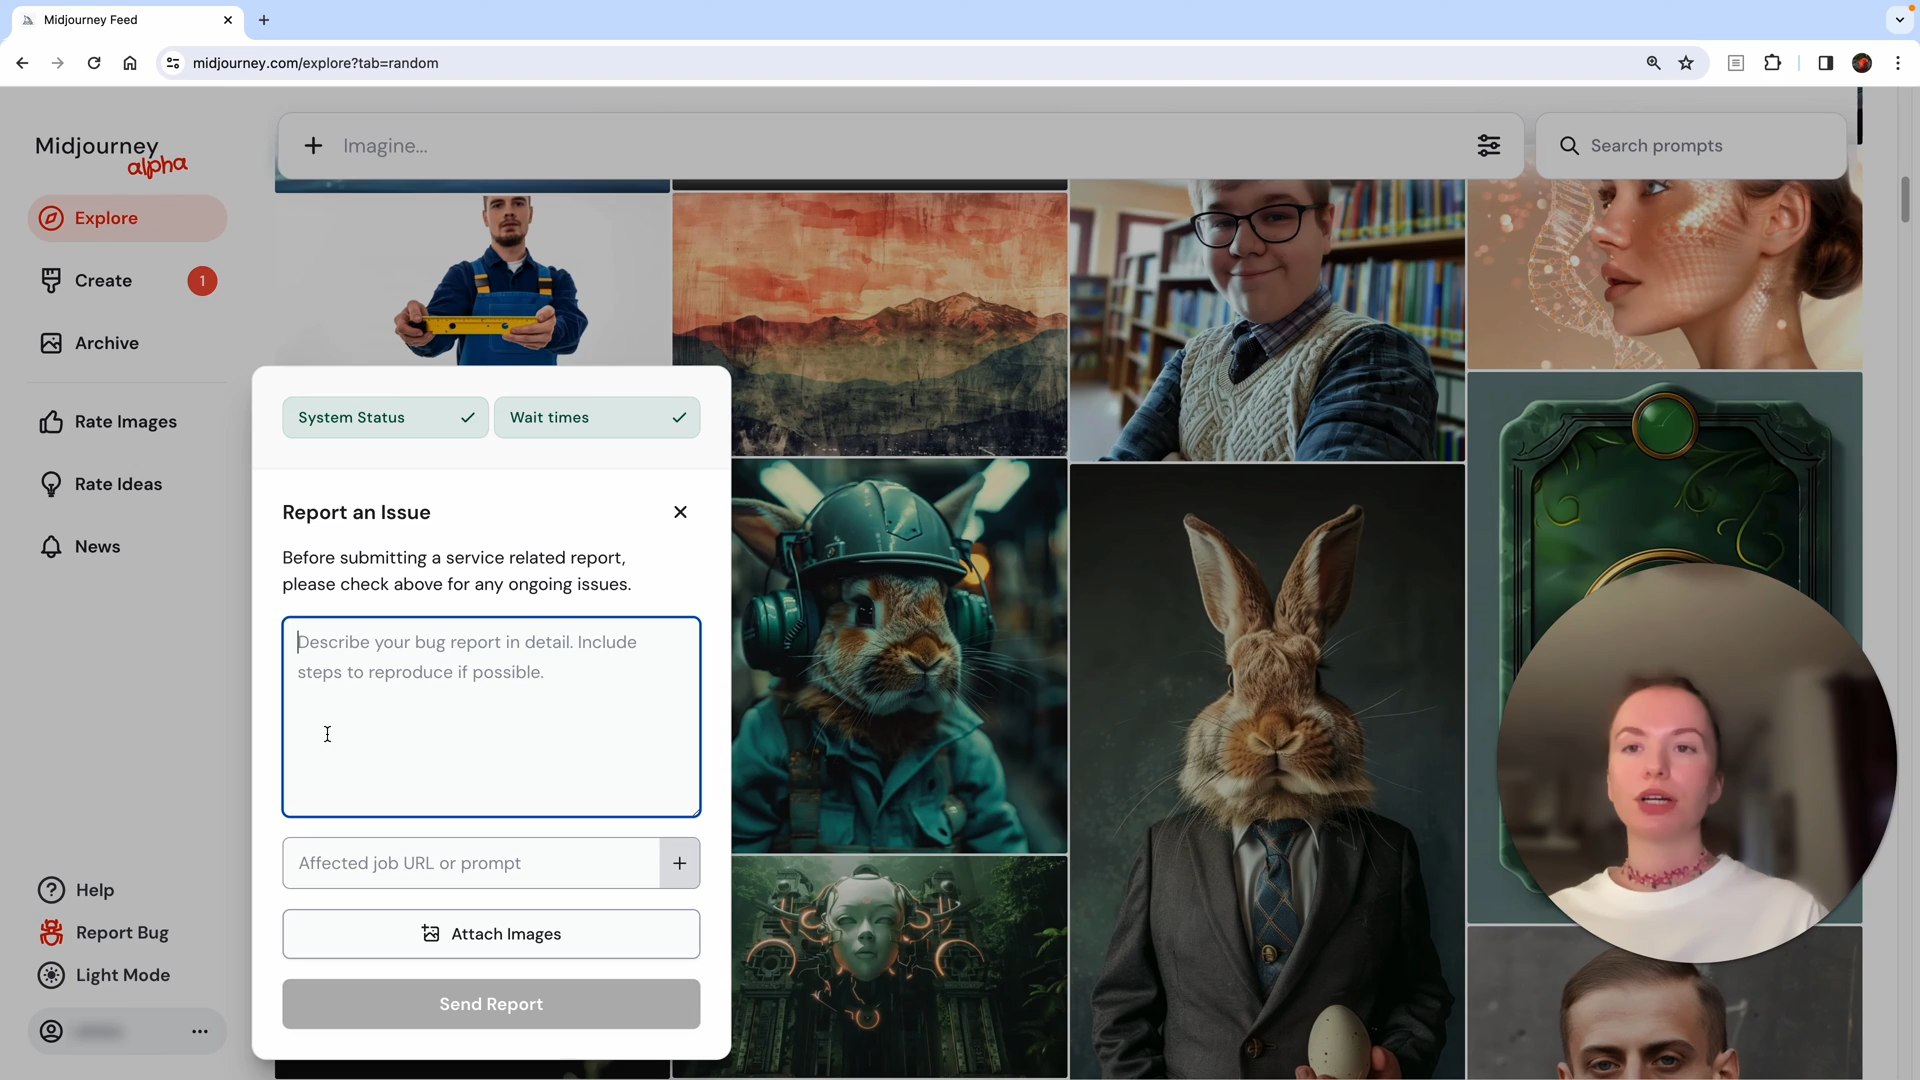 Midjourney Feed
midjourney.com/explore?tab=random
Midjourney
alpha
Imagine...
Search prompts
Explore
Create
1
Archive
Rate Images
Rate Ideas
News
System Status
Wait times
Report an Issue
Before submitting a service related report,
please check above for any ongoing issues.
Describe your bug report in detail. Include
steps to reproduce if possible.
Affected job URL or prompt
Attach Images
Send Report
Help
Report Bug
Light Mode